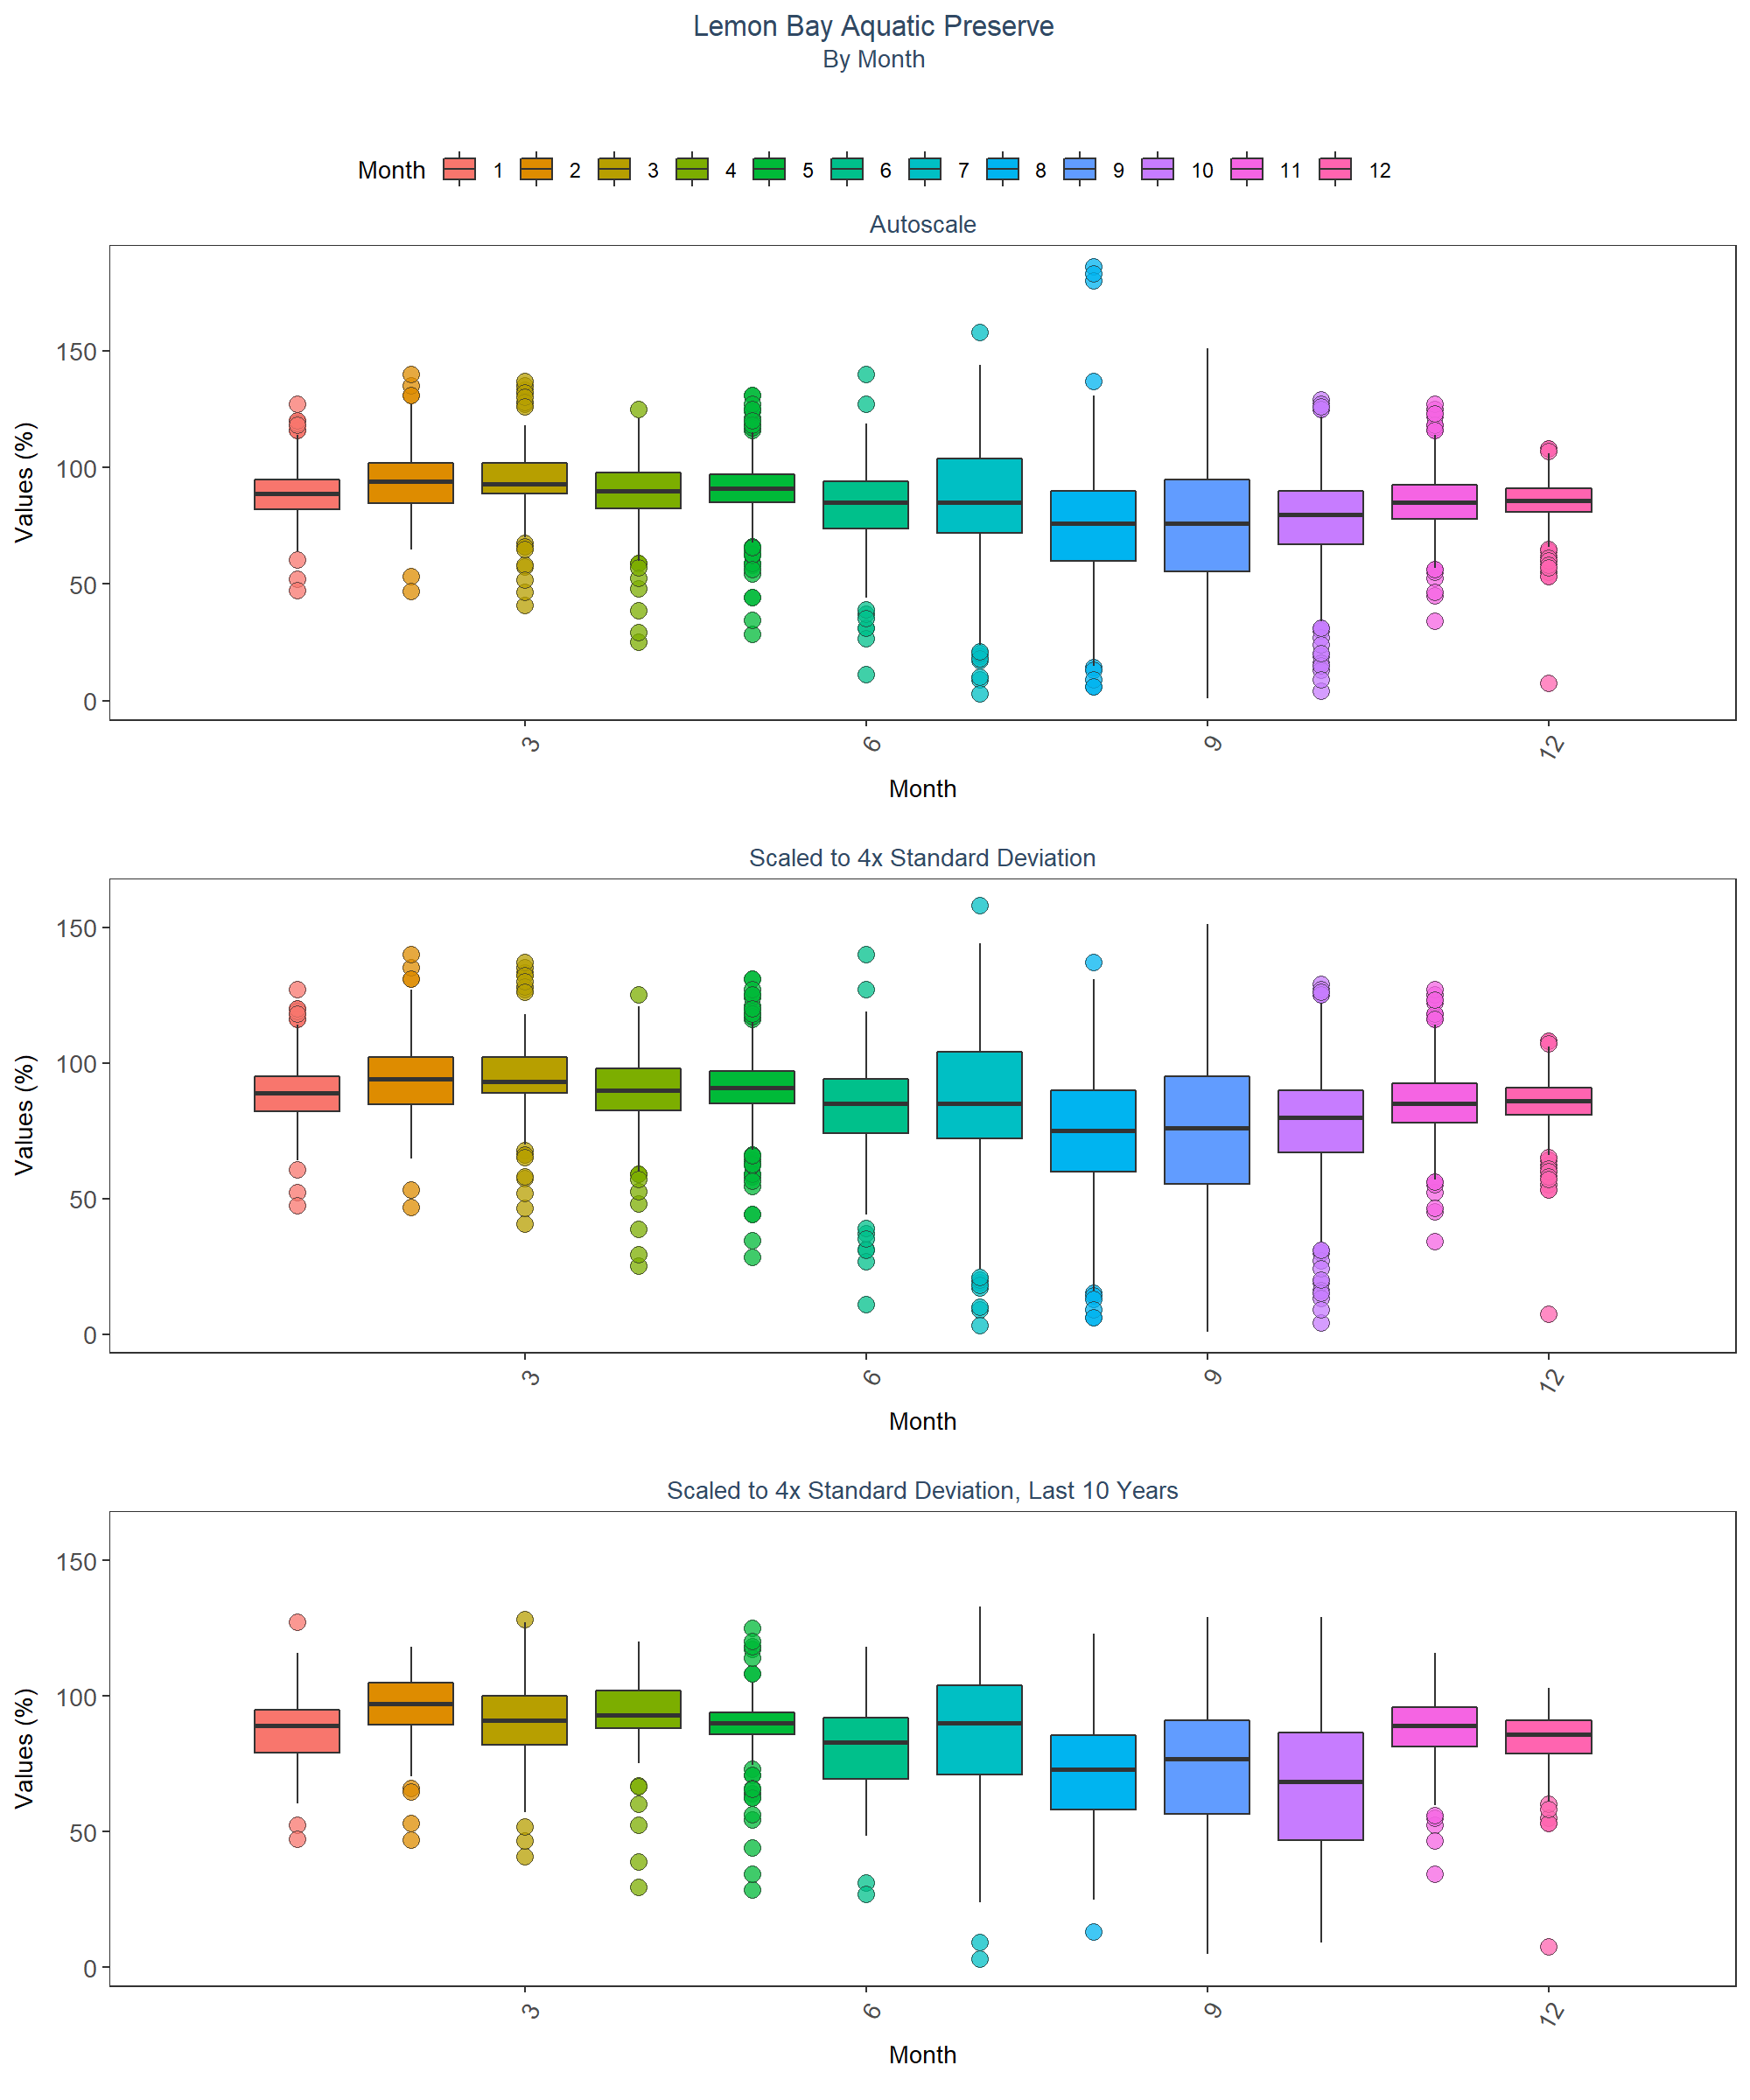 Lemon Bay Aquatic Preserve
By Month
Month 1 2 3 4 5 6 7 8 9 10 11 12
Autoscale
Values (%)
150
100
50
0
3 6 9 12
Month
Scaled to 4x Standard Deviation
Values (%)
150
100
50
0
3 6 9 12
Month
Scaled to 4x Standard Deviation, Last 10 Years
Values (%)
150
100
50
0
3 6 9 12
Month